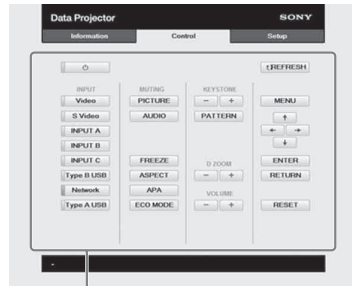 Data Projector SONY
Information Control Setup
REFRESH
INPUT MUTING KEYSTONE
Video PICTURE - + MENU
S Video AUDIO PATTERN
INPUT A
INPUT B
INPUT C FREEZE D ZOOM ENTER
Type B USB ASPECT - + RETURN
Network APA VOLUME
Type A USB ECO MODE - + RESET